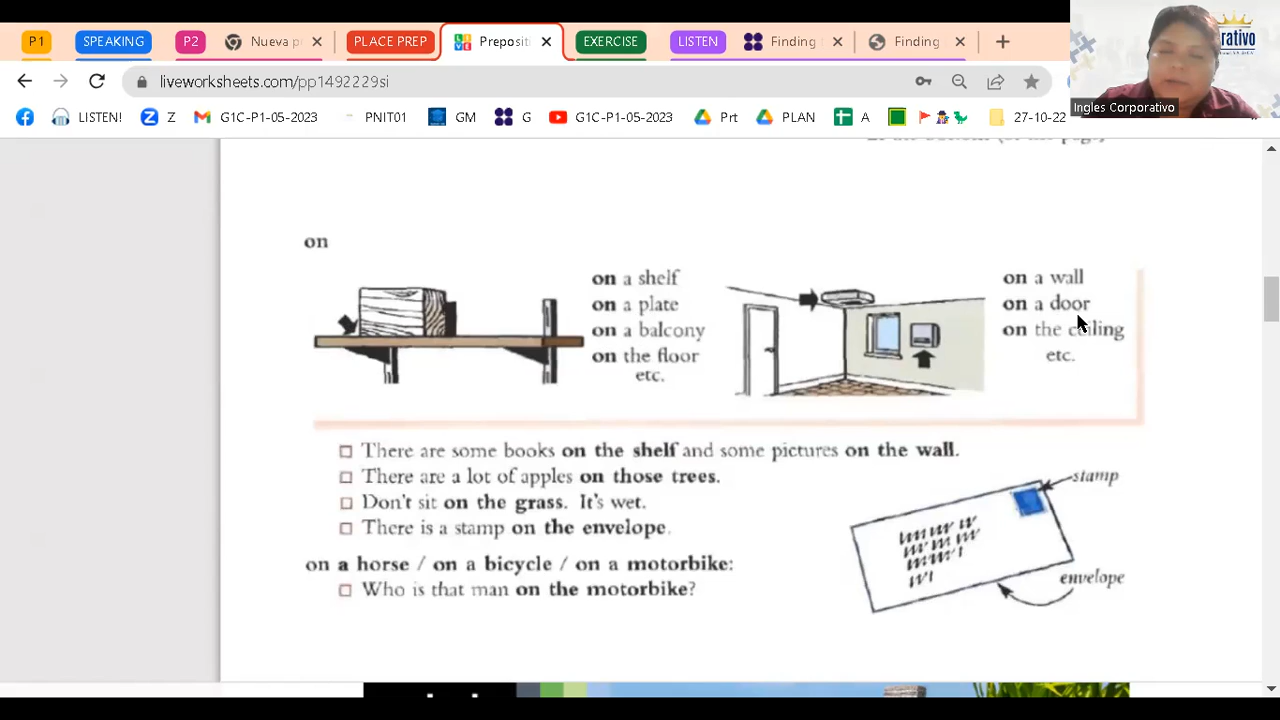 P1 SPEAKING P2 Nueva p PLACE PREP Preposit EXERCISE LISTEN Finding Finding
rativo
liveworksheets.com/pp1492229si
Ingles Corporativo
LISTEN! Z G1C-P1-05-2023 PNIT01 GM G G1C-P1-05-2023 Prt PLAN A 27-10-22
on
on a shelf
on a plate
on a balcony
on the floor
etc.
on a wall
on a door
on the ceiling
etc.
There are some books on the shelf and some pictures on the wall.
There are a lot of apples on those trees.
Don't sit on the grass. It's wet.
There is a stamp on the envelope.
stamp
envelope
on a horse / on a bicycle / on a motorbike:
Who is that man on the motorbike?